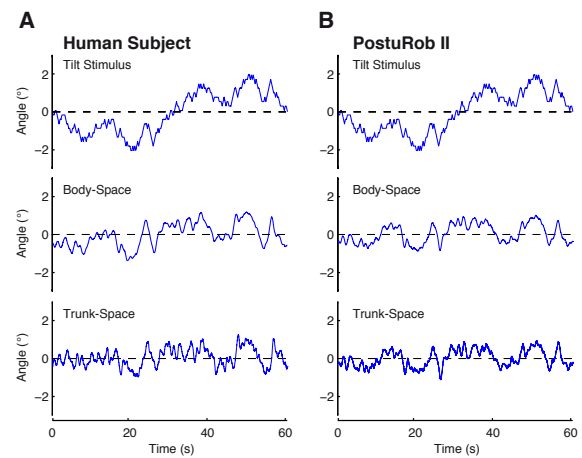 A
Human Subject
Tilt Stimulus
2
0
−2
Angle (°)
Body-Space
2
0
−2
Angle (°)
Trunk-Space
2
0
−2
Angle (°)
0 20 40 60
Time (s)
B
PostuRob II
Tilt Stimulus
2
0
−2
Body-Space
2
0
−2
Trunk-Space
2
0
−2
0 20 40 60
Time (s)